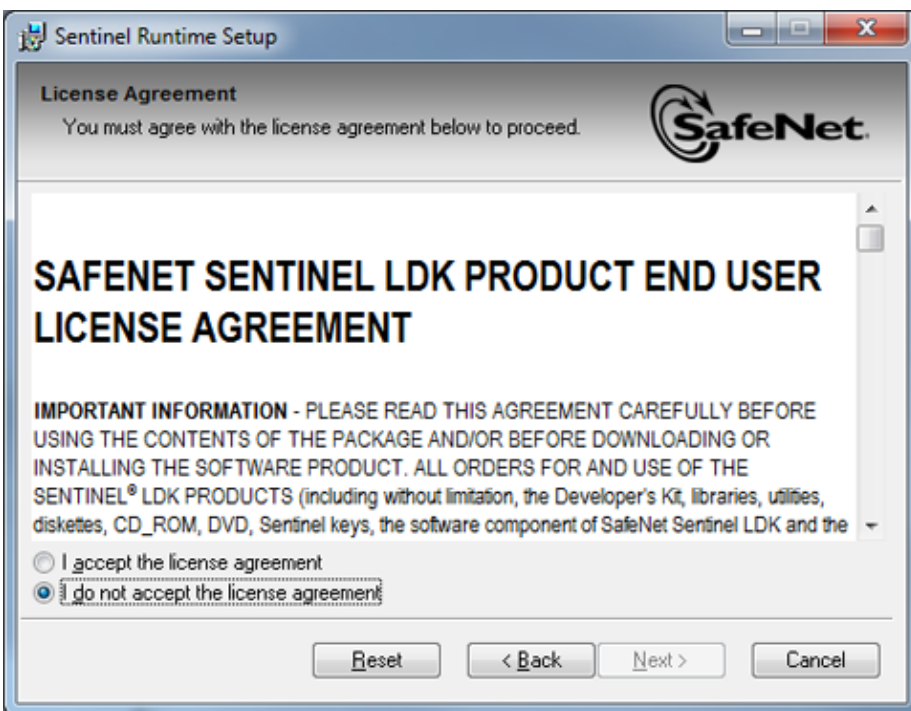 Sentinel Runtime Setup
License Agreement
You must agree with the license agreement below to proceed.
SafeNet.
SAFENET SENTINEL LDK PRODUCT END USER
LICENSE AGREEMENT
IMPORTANT INFORMATION - PLEASE READ THIS AGREEMENT CAREFULLY BEFORE
USING THE CONTENTS OF THE PACKAGE AND/OR BEFORE DOWNLOADING OR
INSTALLING THE SOFTWARE PRODUCT. ALL ORDERS FOR AND USE OF THE
SENTINEL® LDK PRODUCTS (including without limitation, the Developer's Kit, libraries, utilities,
diskettes, CD_ROM, DVD, Sentinel keys, the software component of SafeNet Sentinel LDK and the
I accept the license agreement
I do not accept the license agreement
Reset < Back Next > Cancel